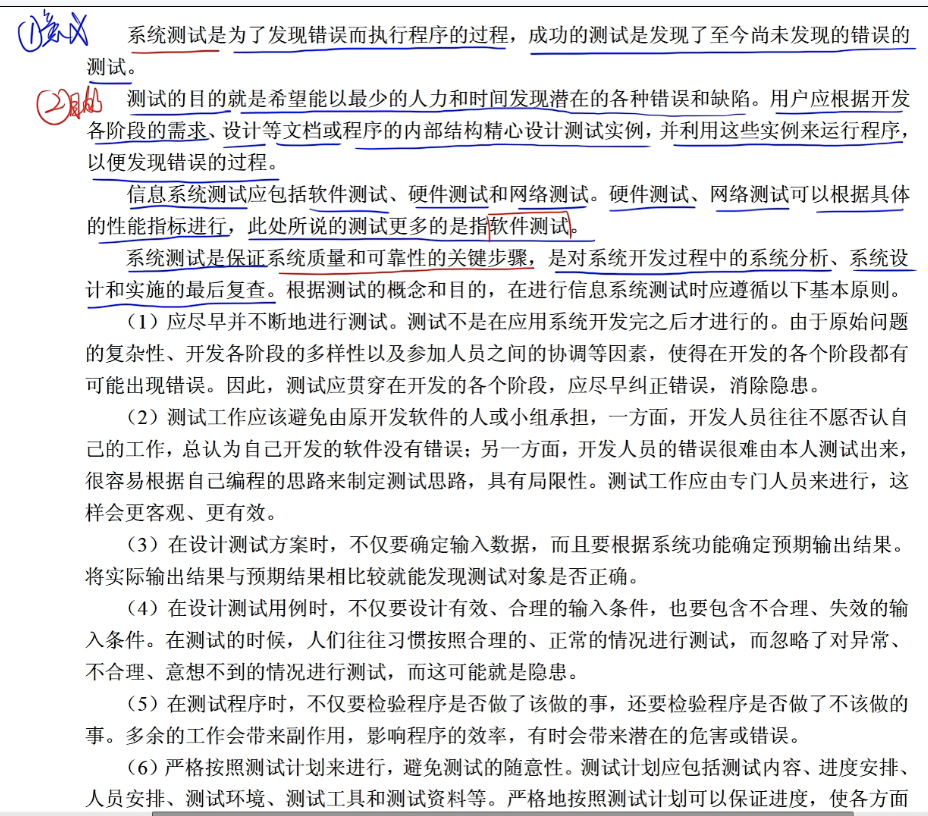 ①意义
系统测试是为了发现错误而执行程序的过程，成功的测试是发现了至今尚未发现的错误的
测试。
②目的
测试的目的就是希望能以最少的人力和时间发现潜在的各种错误和缺陷。用户应根据开发
各阶段的需求、设计等文档或程序的内部结构精心设计测试实例，并利用这些实例来运行程序，
以便发现错误的过程。
信息系统测试应包括软件测试、硬件测试和网络测试。硬件测试、网络测试可以根据具体
的性能指标进行，此处所说的测试更多的是指软件测试。
系统测试是保证系统质量和可靠性的关键步骤，是对系统开发过程中的系统分析、系统设
计和实施的最后复查。根据测试的概念和目的，在进行信息系统测试时应遵循以下基本原则。
（1）应尽早并不断地进行测试。测试不是在应用系统开发完之后才进行的。由于原始问题
的复杂性、开发各阶段的多样性以及参加人员之间的协调等因素，使得在开发的各个阶段都有
可能出现错误。因此，测试应贯穿在开发的各个阶段，应尽早纠正错误，消除隐患。
（2）测试工作应该避免由原开发软件的人或小组承担，一方面，开发人员往往不愿否认自
己的工作，总认为自己开发的软件没有错误；另一方面，开发人员的错误很难由本人测试出来，
很容易根据自己编程的思路来制定测试思路，具有局限性。测试工作应由专门人员来进行，这
样会更客观、更有效。
（3）在设计测试方案时，不仅要确定输入数据，而且要根据系统功能确定预期输出结果。
将实际输出结果与预期结果相比较就能发现测试对象是否正确。
（4）在设计测试用例时，不仅要设计有效、合理的输入条件，也要包含不合理、失效的输
入条件。在测试的时候，人们往往习惯按照合理的、正常的情况进行测试，而忽略了对异常、
不合理、意想不到的情况进行测试，而这可能就是隐患。
（5）在测试程序时，不仅要检验程序是否做了该做的事，还要检验程序是否做了不该做的
事。多余的工作会带来副作用，影响程序的效率，有时会带来潜在的危害或错误。
（6）严格按照测试计划来进行，避免测试的随意性。测试计划应包括测试内容、进度安排、
人员安排、测试环境、测试工具和测试资料等。严格地按照测试计划可以保证进度，使各方面